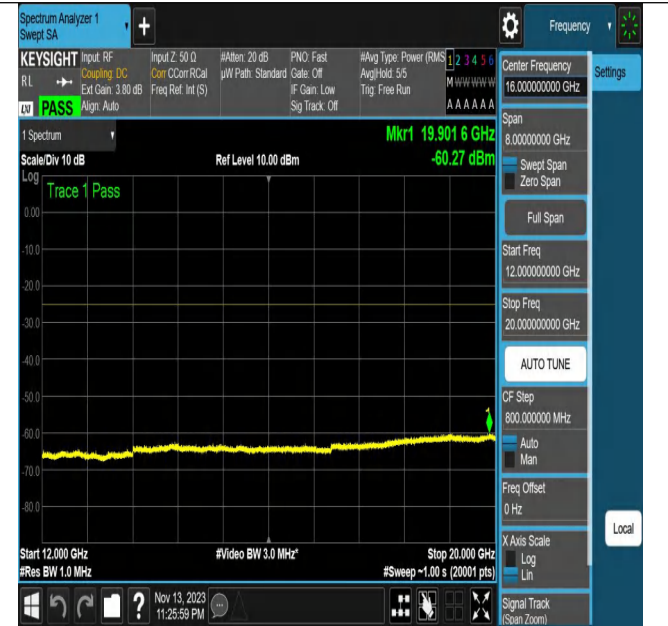 Spectrum Analyzer 1
Swept SA
+
Frequency
KEYSIGHT
RL
LXI
PASS
Input: RF
Coupling: DC
Ext Gain: 3.80 dB
Align: Auto
Input Z: 50 Ω
Corr CCorr RCal
Freq Ref: Int (S)
#Atten: 20 dB
µW Path: Standard
PNO: Fast
Gate: Off
IF Gain: Low
Sig Track: Off
#Avg Type: Power (RMS
Avg|Hold: 5/5
Trig: Free Run
1 2 3 4 5 6
M W W W W W
A A A A A A
1 Spectrum
Mkr1 19.901 6 GHz
-60.27 dBm
Scale/Div 10 dB
Ref Level 10.00 dBm
Log
Trace 1 Pass
0.00
-10.0
-20.0
-30.0
-40.0
-50.0
-60.0
-70.0
-80.0
1
Start 12.000 GHz
#Video BW 3.0 MHz*
Stop 20.000 GHz
#Res BW 1.0 MHz
#Sweep ~1.00 s (20001 pts)
Nov 13, 2023
11:25:59 PM
?
Center Frequency
16.000000000 GHz
Settings
Span
8.00000000 GHz
Swept Span
Zero Span
Full Span
Start Freq
12.000000000 GHz
Stop Freq
20.000000000 GHz
AUTO TUNE
CF Step
800.000000 MHz
Auto
Man
Freq Offset
0 Hz
X Axis Scale
Log
Lin
Local
Signal Track
(Span Zoom)